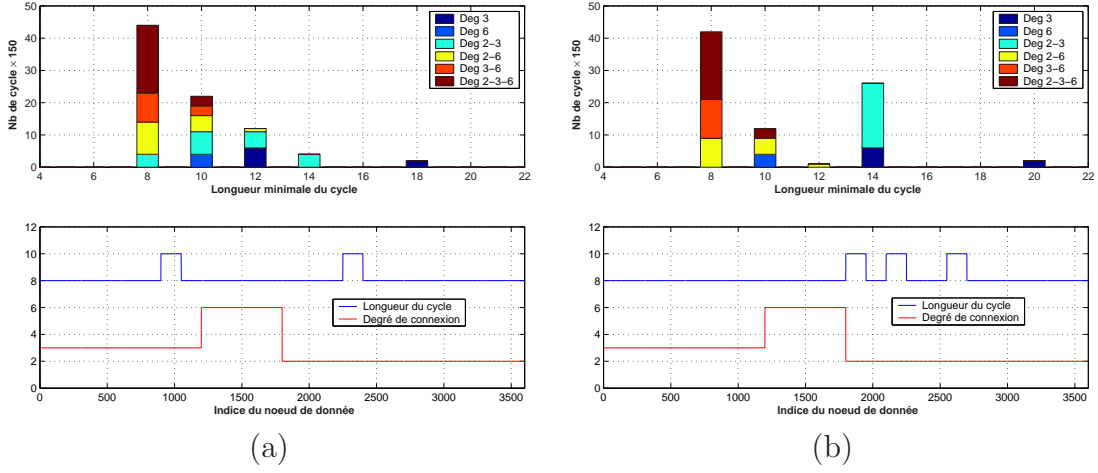 50
40
30
20
10
0
Nb de cycle × 150
4 6 8 10 12 14 16 18 20 22
Longueur minimale du cycle
Deg 3
Deg 6
Deg 2−3
Deg 2−6
Deg 3−6
Deg 2−3−6
50
40
30
20
10
0
Nb de cycle × 150
4 6 8 10 12 14 16 18 20 22
Longueur minimale du cycle
Deg 3
Deg 6
Deg 2−3
Deg 2−6
Deg 3−6
Deg 2−3−6
12
10
8
6
4
2
0
0 500 1000 1500 2000 2500 3000 3500
Indice du noeud de donnée
Longueur du cycle
Degré de connexion
12
10
8
6
4
2
0
0 500 1000 1500 2000 2500 3000 3500
Indice du noeud de donnée
Longueur du cycle
Degré de connexion
(a)
(b)